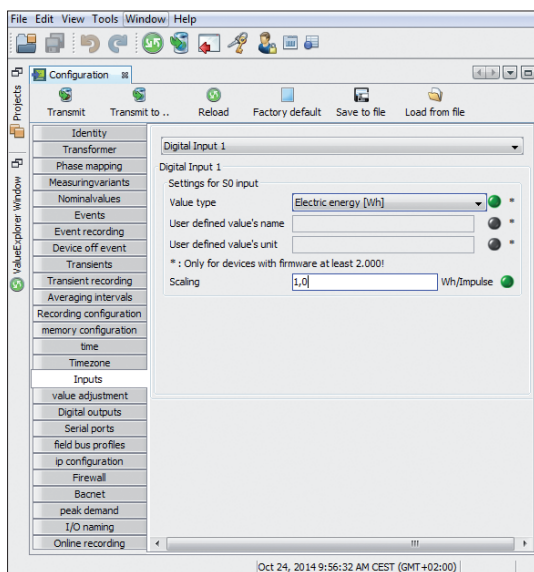 File Edit View Tools Window Help
Configuration
Transmit Transmit to .. Reload Factory default Save to file Load from file
Projects
ValueExplorer Window
Identity
Transformer
Phase mapping
Measuringvariants
Nominalvalues
Events
Event recording
Device off event
Transients
Transient recording
Averaging intervals
Recording configuration
memory configuration
time
Timezone
Inputs
value adjustment
Digital outputs
Serial ports
field bus profiles
ip configuration
Firewall
Bacnet
peak demand
I/O naming
Online recording
Digital Input 1
Digital Input 1
Settings for S0 input
Value type Electric energy [Wh] *
User defined value's name *
User defined value's unit *
* : Only for devices with firmware at least 2.000!
Scaling 1,0 Wh/Impulse
Oct 24, 2014 9:56:32 AM CEST (GMT+02:00)